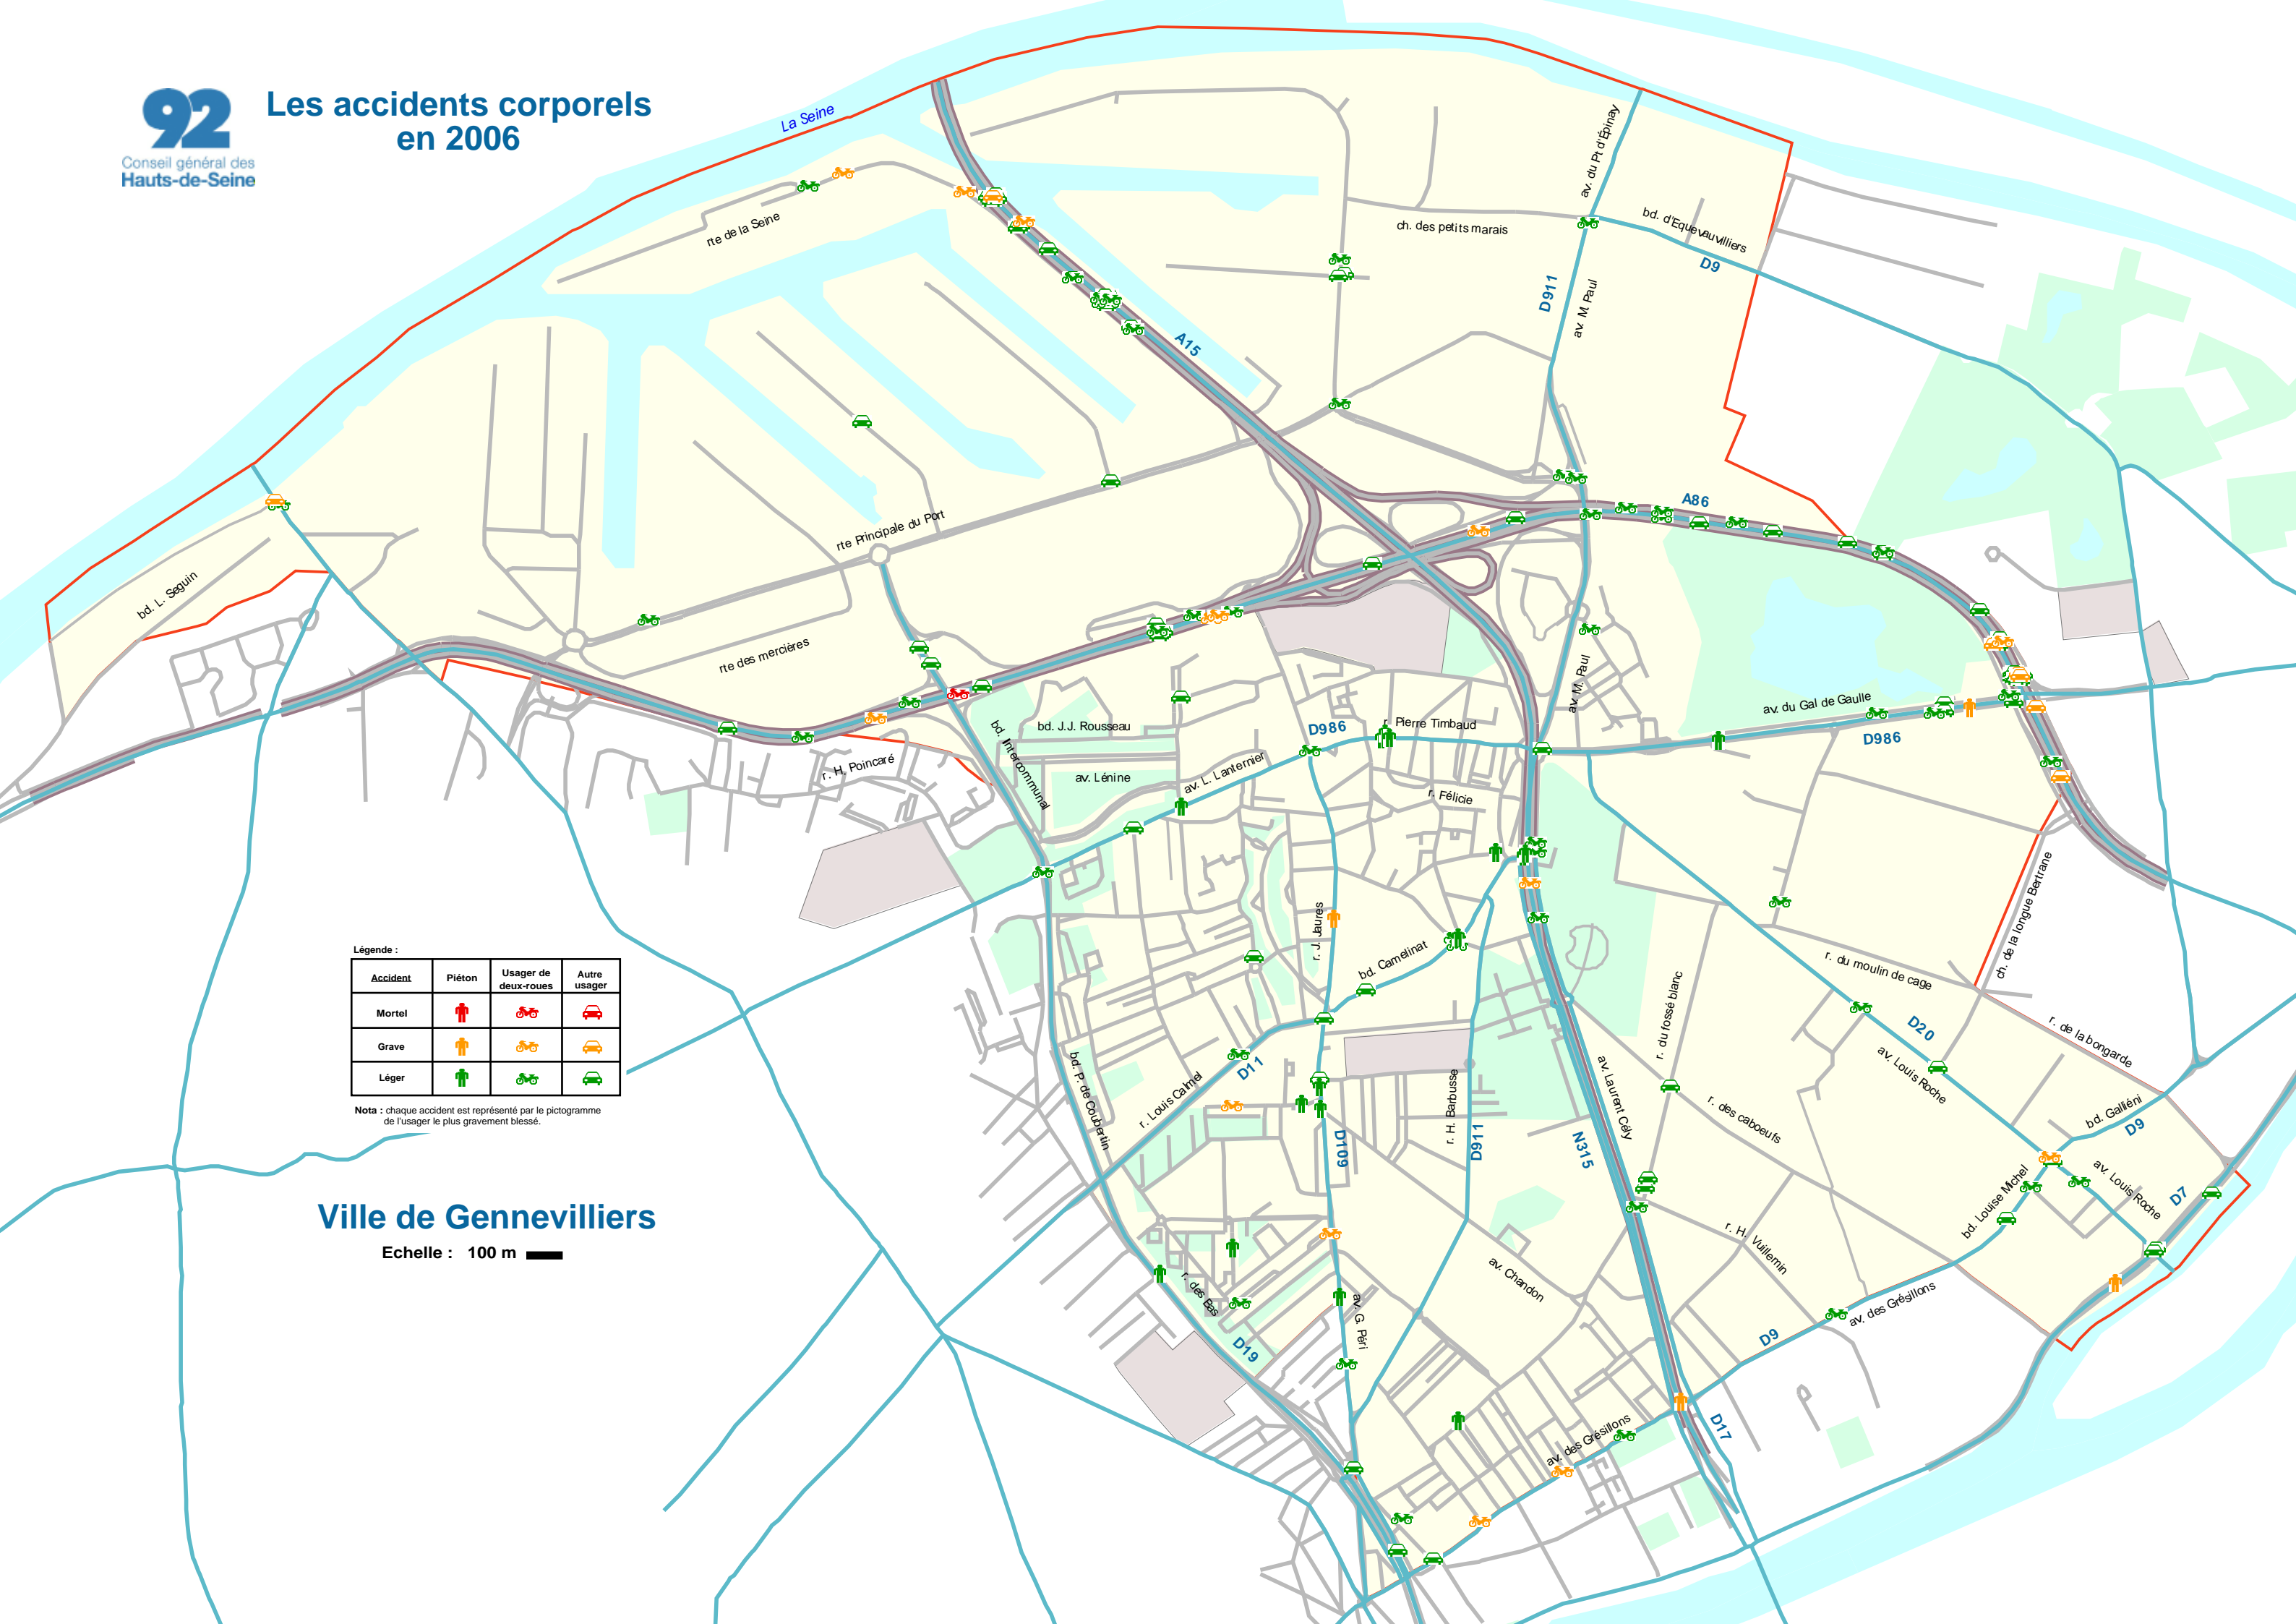 92
Conseil général des
Hauts-de-Seine
Les accidents corporels
en 2006
La Seine
rte de la Seine
av. du Pt d'Épinay
ch. des petits marais
bd. d'Equevauvilliers
D9
D911
av. M. Paul
A15
A86
rte Principale du Port
bd. L. Seguin
rte des mercières
av. M. Paul
av. du Gal de Gaulle
D986
bd. J.J. Rousseau
D986
r. Pierre Timbaud
bd. Intercommunal
r. H. Poincaré
av. Lénine
av. L. Lanternier
r. Félicie
r. J. Jaures
bd. Camelinat
ch. de la longue Bertrane
r. du moulin de cage
r. du fossé blanc
D20
av. Louis Roche
r. de la bongarde
Légende :
Accident
Piéton
Usager de
deux-roues
Autre
usager
Mortel
Grave
Léger
Nota : chaque accident est représenté par le pictogramme
de l'usager le plus gravement blessé.
bd. P. de Coubertin
D11
r. Louis Calmel
D109
r. H. Barbusse
D911
N315
av. Laurent Cély
r. des caboeufs
bd. Galliéni
D9
av. Louis Roche
D7
bd. Louise Michel
r. H. Vuillemin
Ville de Gennevilliers
Echelle : 100 m
r. des Bas
D19
av. G. Péri
av. Chandon
av. des Grésillons
D9
D17
av. des Grésillons